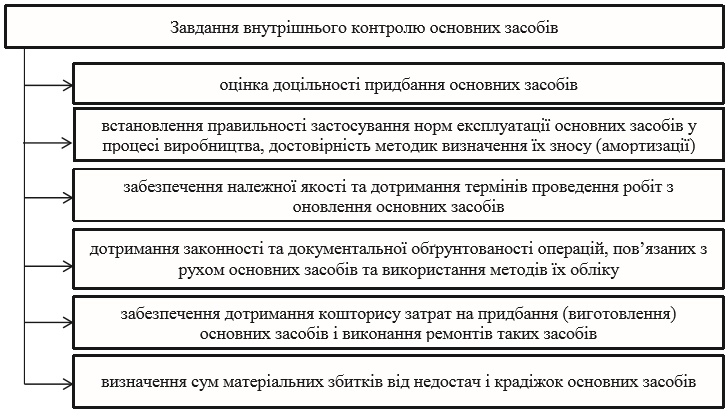 Завдання внутрішнього контролю основних засобів
оцінка доцільності придбання основних засобів
встановлення правильності застосування норм експлуатації основних засобів у
процесі виробництва, достовірність методик визначення їх зносу (амортизації)
забезпечення належної якості та дотримання термінів проведення робіт з
оновлення основних засобів
дотримання законності та документальної обґрунтованості операцій, пов’язаних з
рухом основних засобів та використання методів їх обліку
забезпечення дотримання кошторису затрат на придбання (виготовлення)
основних засобів і виконання ремонтів таких засобів
визначення сум матеріальних збитків від недостач і крадіжок основних засобів